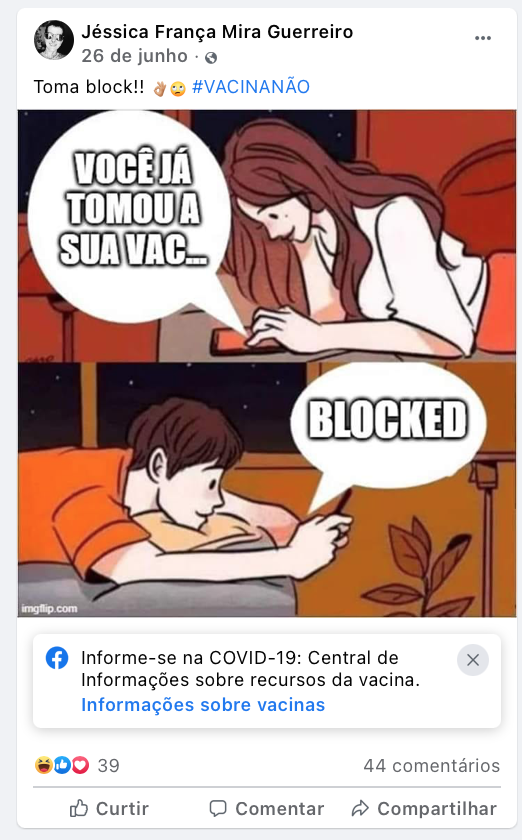 Jéssica França Mira Guerreiro
26 de junho ·
Toma block!! 👌🏼🙄 #VACINANÃO
VOCÊ JÁ
TOMOU A
SUA VAC...
BLOCKED
imgflip.com
Informe-se na COVID-19: Central de
Informações sobre recursos da vacina.
Informações sobre vacinas
39
44 comentários
Curtir
Comentar
Compartilhar